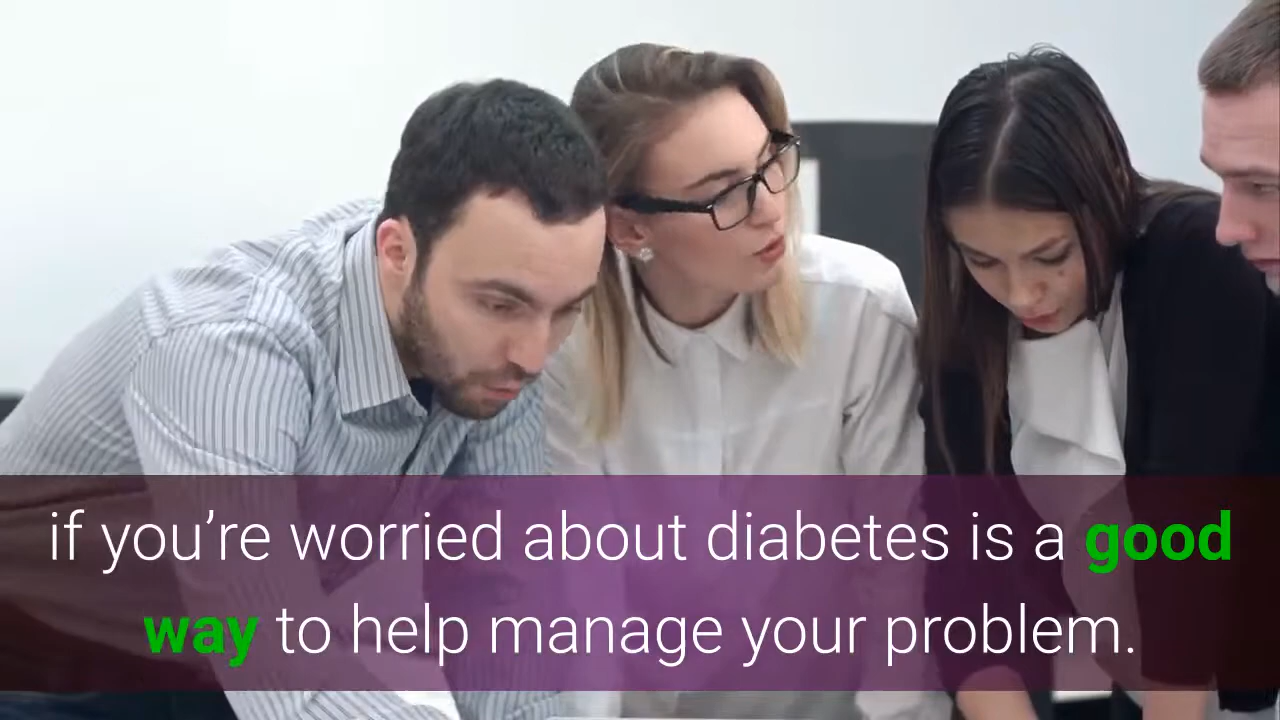 if you’re worried about diabetes is a good
way to help manage your problem.